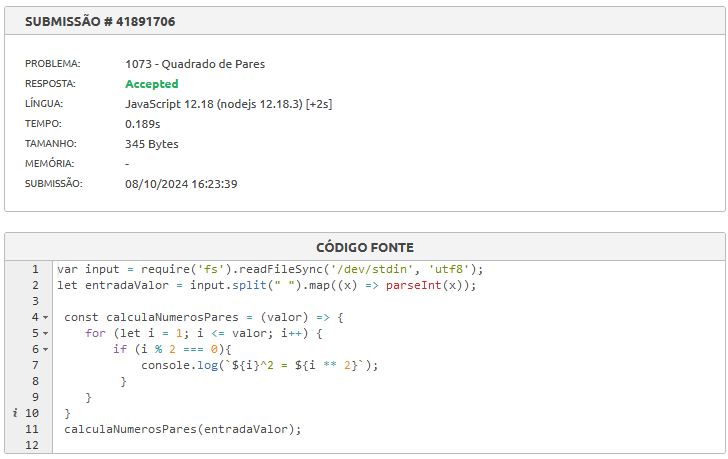 SUBMISSÃO # 41891706
PROBLEMA: 1073 - Quadrado de Pares
RESPOSTA: Accepted
LÍNGUA: JavaScript 12.18 (nodejs 12.18.3) [+2s]
TEMPO: 0.189s
TAMANHO: 345 Bytes
MEMÓRIA: -
SUBMISSÃO: 08/10/2024 16:23:39
CÓDIGO FONTE
1 var input = require('fs').readFileSync('/dev/stdin', 'utf8');
2 let entradaValor = input.split(" ").map((x) => parseInt(x));
3
4 const calculaNumerosPares = (valor) => {
5 for (let i = 1; i <= valor; i++) {
6 if (i % 2 === 0){
7 console.log(`${i}^2 = ${i ** 2}`);
8 }
9 }
i 10 }
11 calculaNumerosPares(entradaValor);
12